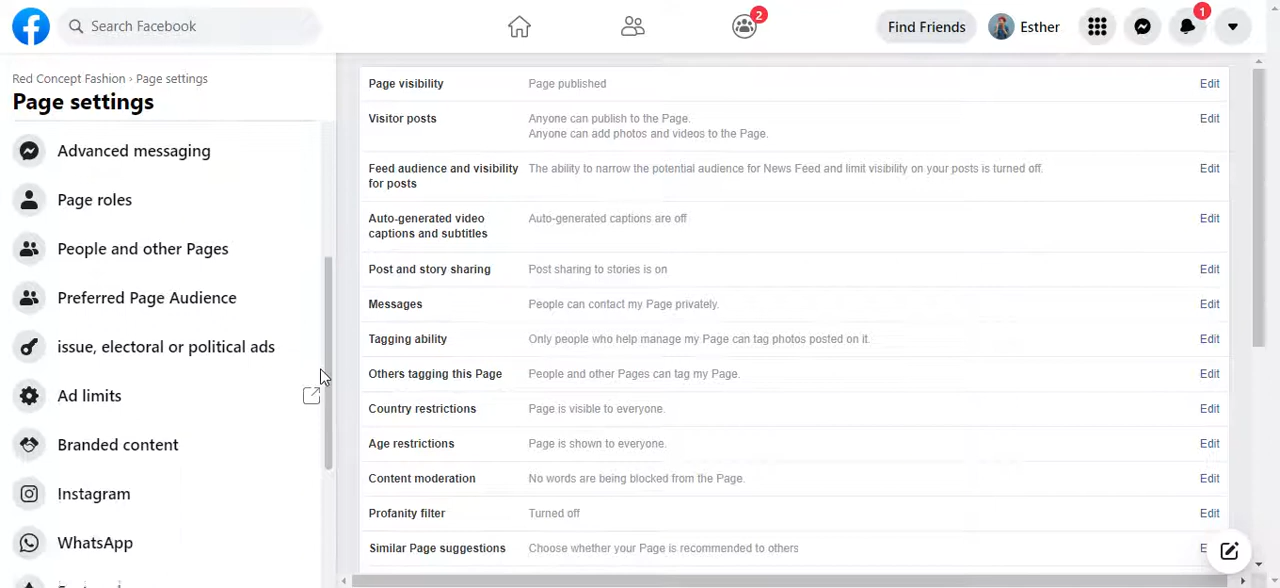 Search Facebook
2
Find Friends
Esther
1
Red Concept Fashion › Page settings
Page settings
Advanced messaging
Page roles
People and other Pages
Preferred Page Audience
issue, electoral or political ads
Ad limits
Branded content
Instagram
WhatsApp
Page visibility Page published Edit
Visitor posts Anyone can publish to the Page. Edit
Anyone can add photos and videos to the Page.
Feed audience and visibility The ability to narrow the potential audience for News Feed and limit visibility on your posts is turned off. Edit
for posts
Auto-generated video Auto-generated captions are off Edit
captions and subtitles
Post and story sharing Post sharing to stories is on Edit
Messages People can contact my Page privately. Edit
Tagging ability Only people who help manage my Page can tag photos posted on it. Edit
Others tagging this Page People and other Pages can tag my Page. Edit
Country restrictions Page is visible to everyone. Edit
Age restrictions Page is shown to everyone. Edit
Content moderation No words are being blocked from the Page. Edit
Profanity filter Turned off Edit
Similar Page suggestions Choose whether your Page is recommended to others